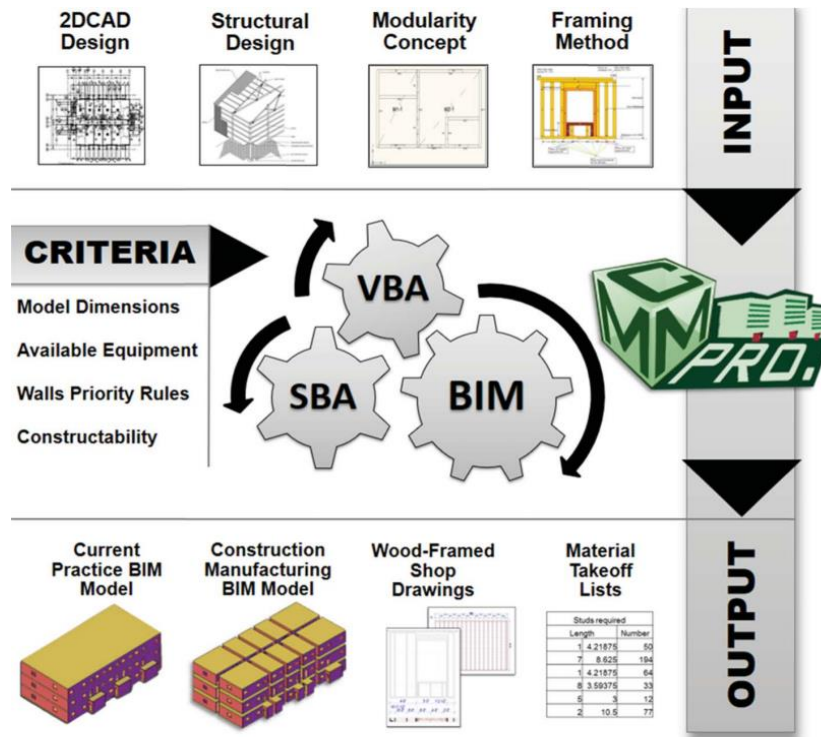 2DCAD
Design
Structural
Design
Modularity
Concept
Framing
Method
INPUT
CRITERIA
Model Dimensions
Available Equipment
Walls Priority Rules
Constructability
VBA
SBA
BIM
CMM
PRO.
Current
Practice BIM
Model
Construction
Manufacturing
BIM Model
Wood-Framed
Shop
Drawings
Material
Takeoff
Lists
Studs required
Length Number
1 4.21875 50
7 8.625 194
1 4.21875 64
8 3.59375 33
5 3 12
2 10.5 77
OUTPUT